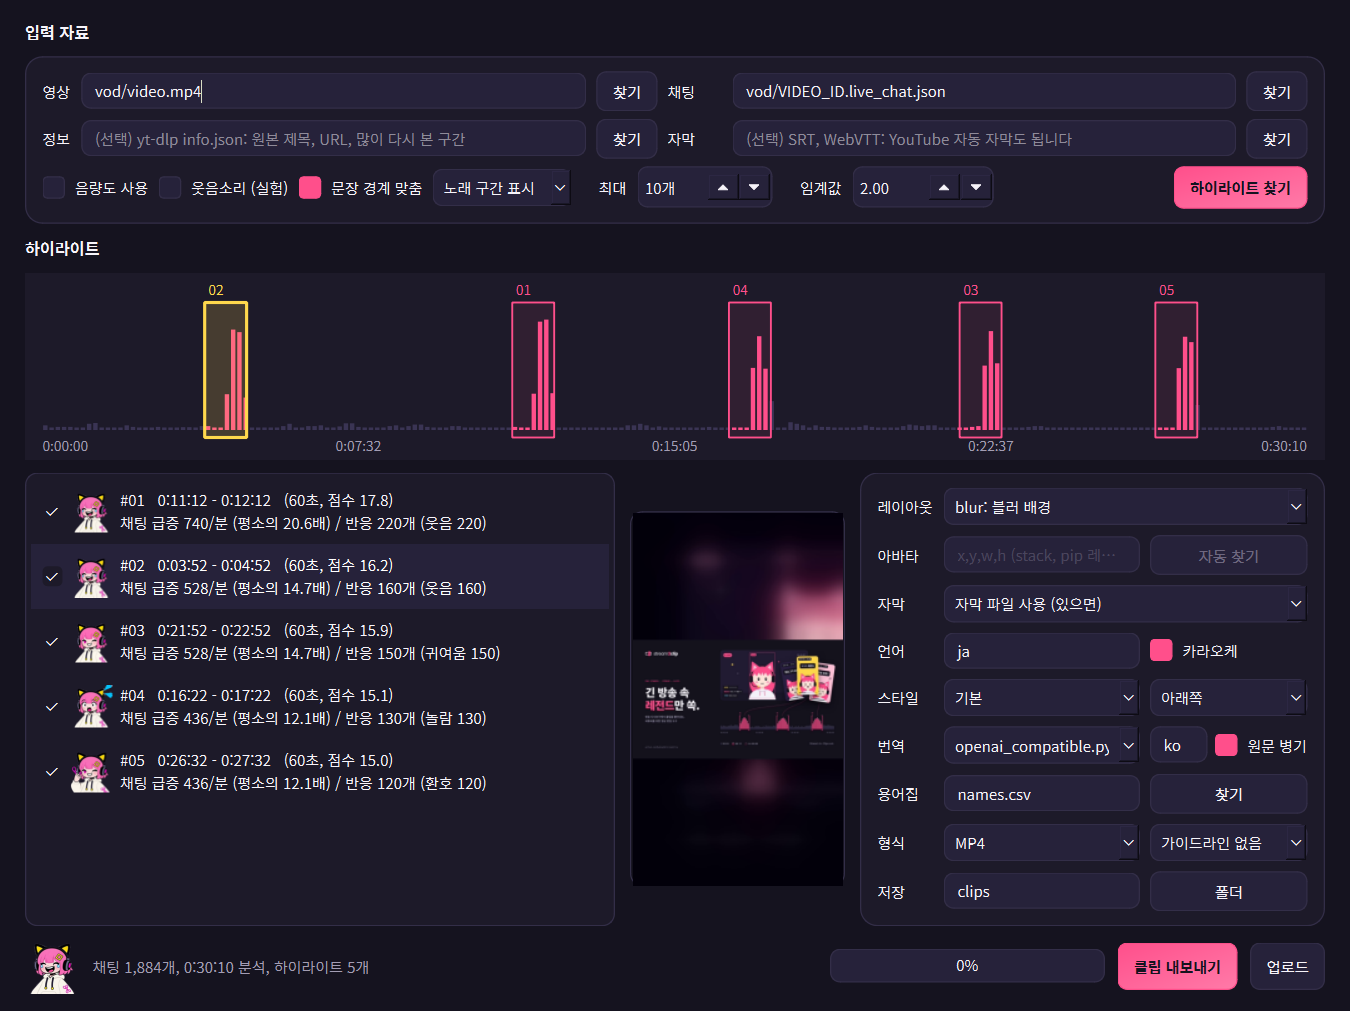 입력 자료
영상 vod/video.mp4 찾기 채팅 vod/VIDEO_ID.live_chat.json 찾기
정보 (선택) yt-dlp info.json: 원본 제목, URL, 많이 다시 본 구간 찾기 자막 (선택) SRT, WebVTT: YouTube 자동 자막도 됩니다 찾기
음량도 사용 웃음소리 (실험) 문장 경계 맞춤 노래 구간 표시 최대 10개 임계값 2.00 하이라이트 찾기
하이라이트
02 01 04 03 05
0:00:00 0:07:32 0:15:05 0:22:37 0:30:10
#01 0:11:12 - 0:12:12 (60초, 점수 17.8)
채팅 급증 740/분 (평소의 20.6배) / 반응 220개 (웃음 220)
#02 0:03:52 - 0:04:52 (60초, 점수 16.2)
채팅 급증 528/분 (평소의 14.7배) / 반응 160개 (웃음 160)
#03 0:21:52 - 0:22:52 (60초, 점수 15.9)
채팅 급증 528/분 (평소의 14.7배) / 반응 150개 (귀여움 150)
#04 0:16:22 - 0:17:22 (60초, 점수 15.1)
채팅 급증 436/분 (평소의 12.1배) / 반응 130개 (놀람 130)
#05 0:26:32 - 0:27:32 (60초, 점수 15.0)
채팅 급증 436/분 (평소의 12.1배) / 반응 120개 (환호 120)
긴 방송 속
레전드만 쏙.
레이아웃 blur: 블러 배경
아바타 x,y,w,h (stack, pip 레… 자동 찾기
자막 자막 파일 사용 (있으면)
언어 ja 카라오케
스타일 기본 아래쪽
번역 openai_compatible.py ko 원문 병기
용어집 names.csv 찾기
형식 MP4 가이드라인 없음
저장 clips 폴더
채팅 1,884개, 0:30:10 분석, 하이라이트 5개 0% 클립 내보내기 업로드